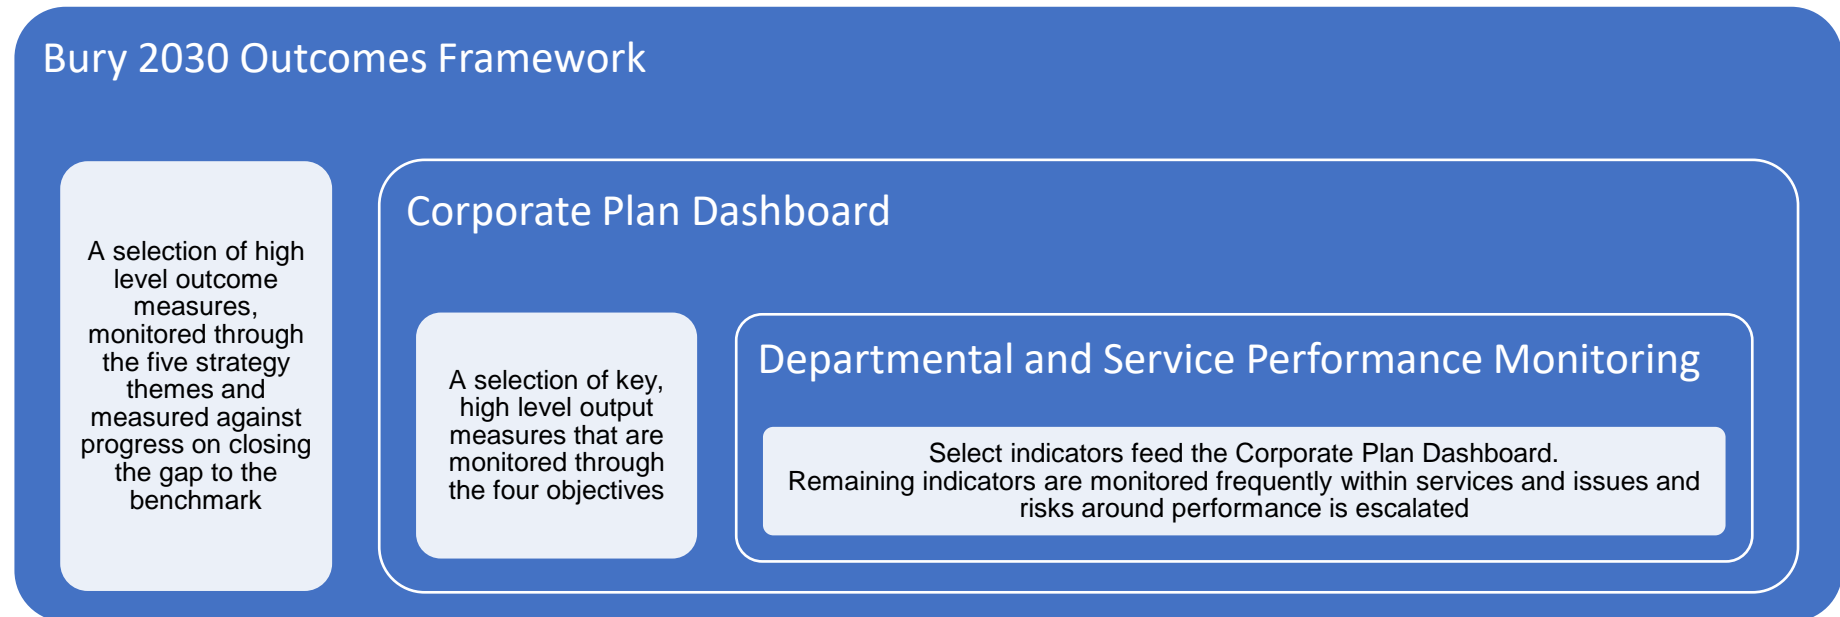 Bury 2030 Outcomes Framework
A selection of high
level outcome
measures,
monitored through
the five strategy
themes and
measured against
progress on closing
the gap to the
benchmark
Corporate Plan Dashboard
A selection of key,
high level output
measures that are
monitored through
the four objectives
Departmental and Service Performance Monitoring
Select indicators feed the Corporate Plan Dashboard.
Remaining indicators are monitored frequently within services and issues and
risks around performance is escalated